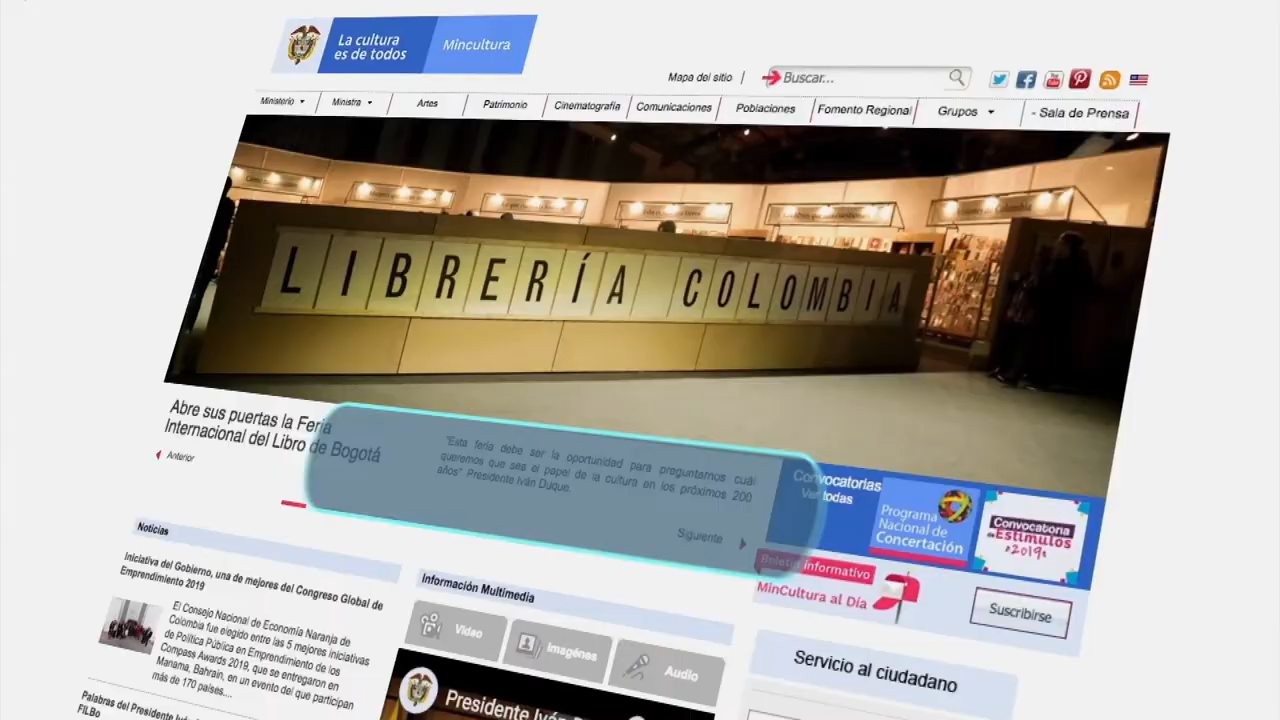 La cultura
es de todos
Mincultura
Mapa del sitio |
Buscar...
Ministerio
Ministra
Artes
Patrimonio
Cinematografía
Comunicaciones
Poblaciones
Fomento Regional
Grupos
- Sala de Prensa
LIBRERÍA COLOMBIA
Abre sus puertas la Feria
Internacional del Libro de Bogotá
Anterior
"Esta feria debe ser la oportunidad para preguntarnos cuál
queremos que sea el papel de la cultura en los próximos 200
años" Presidente Iván Duque.
Siguiente
Convocatorias
Ver todas
Programa
Nacional de
Concertación
Convocatoria
de Estímulos
2019
Boletín informativo
MinCultura al Día
Suscribirse
Noticias
Iniciativa del Gobierno, una de mejores del Congreso Global de
Emprendimiento 2019
El Consejo Nacional de Economía Naranja de
Colombia fue elegido entre las 5 mejores iniciativas
de Política Pública en Emprendimiento de los
Compass Awards 2019, que se entregaron en
Manama, Bahrain, en un evento del que participan
más de 170 países....
Palabras del Presidente Iván
FILBo
Información Multimedia
Video
Imagénes
Audio
Presidente Iván
Servicio al ciudadano